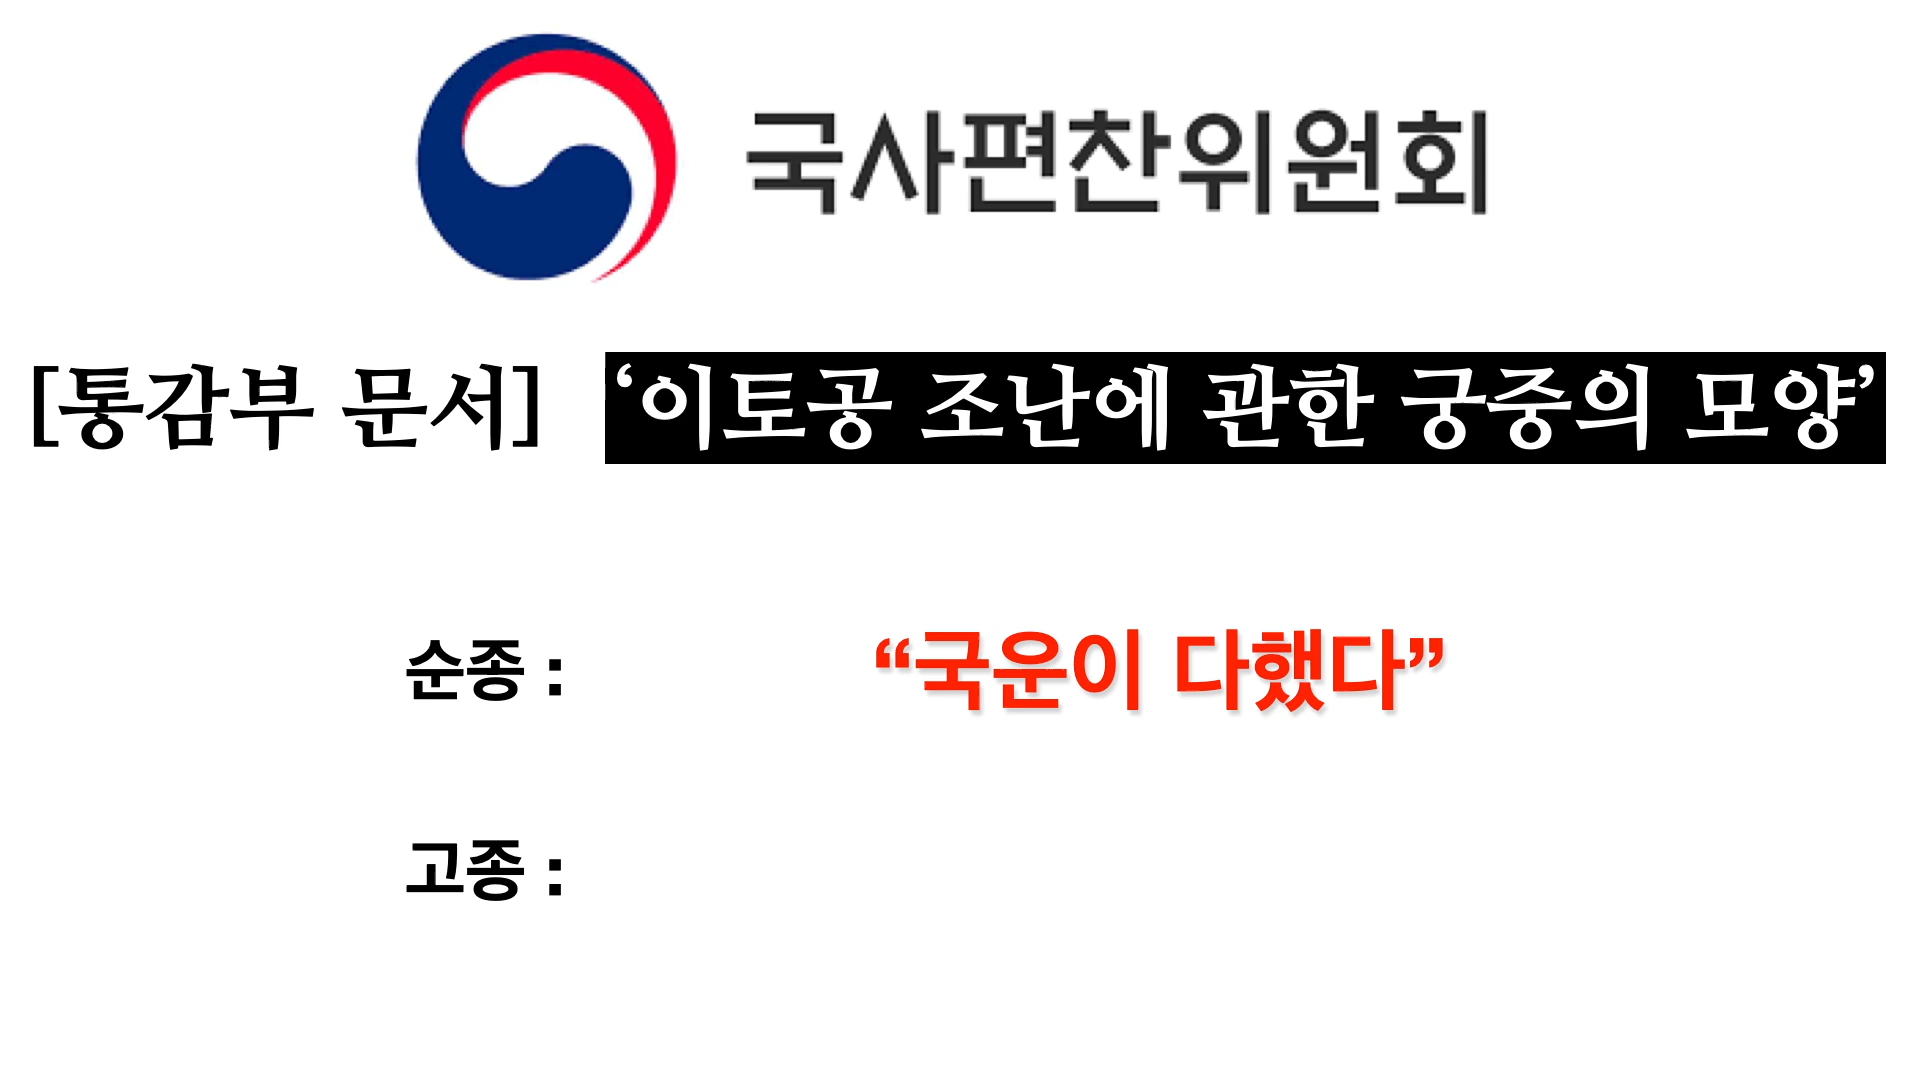 국사편찬위원회
[통감부 문서] ‘이토공 조난에 관한 궁중의 모양’
순종 : “국운이 다했다”
고종 :